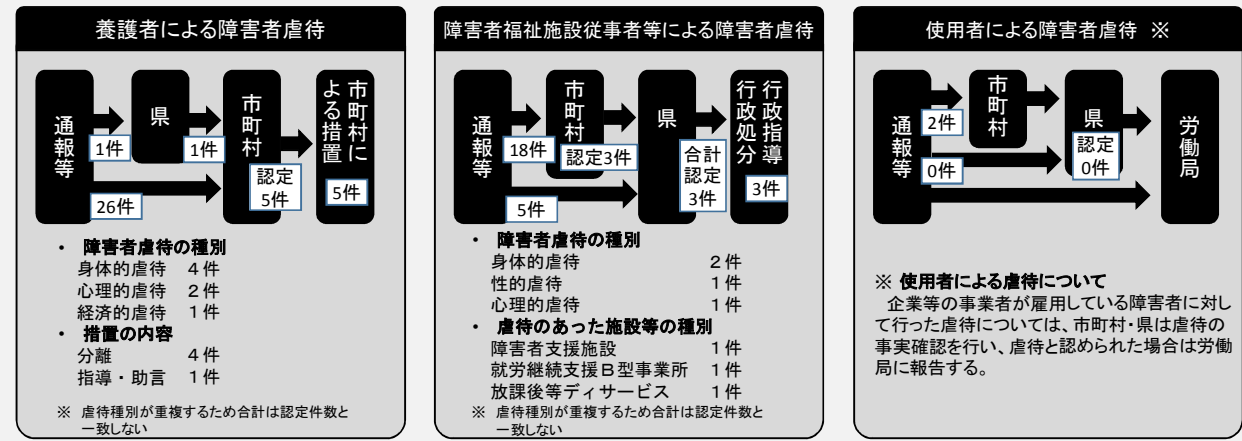 養護者による障害者虐待
通報等
1件
県
1件
26件
市町村
認定
5件
市町村に
よる措置
5件
・ 障害者虐待の種別
身体的虐待 4件
心理的虐待 2件
経済的虐待 1件
・ 措置の内容
分離 4件
指導・助言 1件
※ 虐待種別が重複するため合計は認定件数と
一致しない
障害者福祉施設従事者等による障害者虐待
通報等
18件
市町村
認定3件
5件
県
合計
認定
3件
行政指導
行政処分
3件
・ 障害者虐待の種別
身体的虐待 2件
性的虐待 1件
心理的虐待 1件
・ 虐待のあった施設等の種別
障害者支援施設 1件
就労継続支援B型事業所 1件
放課後等ディサービス 1件
※ 虐待種別が重複するため合計は認定件数と
一致しない
使用者による障害者虐待 ※
通報等
2件
市町村
0件
県
認定
0件
労働局
※ 使用者による虐待について
企業等の事業者が雇用している障害者に対し
て行った虐待については、市町村・県は虐待の
事実確認を行い、虐待と認められた場合は労働
局に報告する。